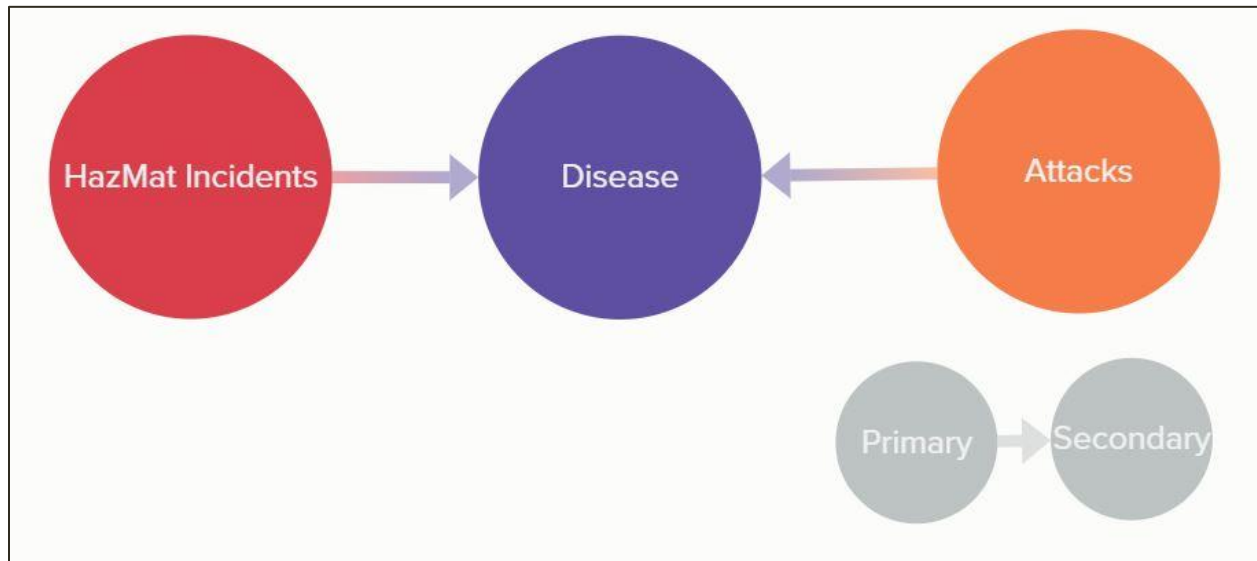 HazMat Incidents
Disease
Attacks
Primary
Secondary